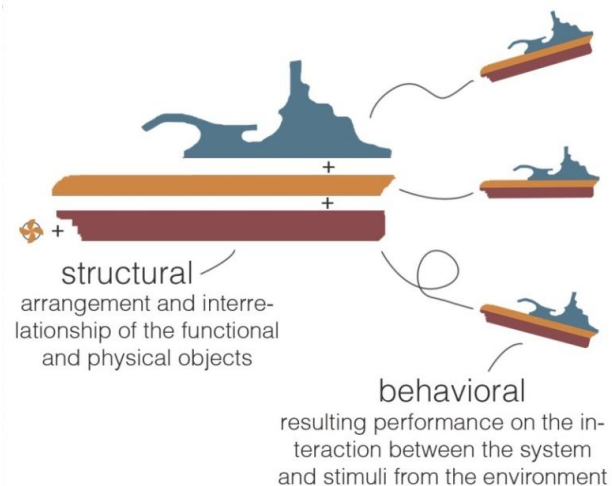 +
+
+
structural
arrangement and interre-
lationship of the functional
and physical objects
behavioral
resulting performance on the in-
teraction between the system
and stimuli from the environment